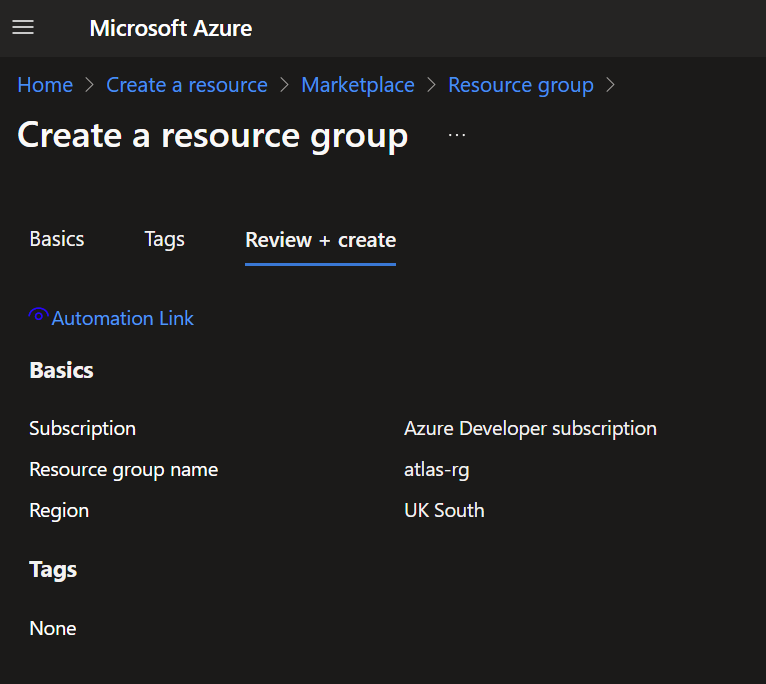 Microsoft Azure
Home > Create a resource > Marketplace > Resource group >
Create a resource group ...
Basics Tags Review + create
Automation Link
Basics
Subscription Azure Developer subscription
Resource group name atlas-rg
Region UK South
Tags
None